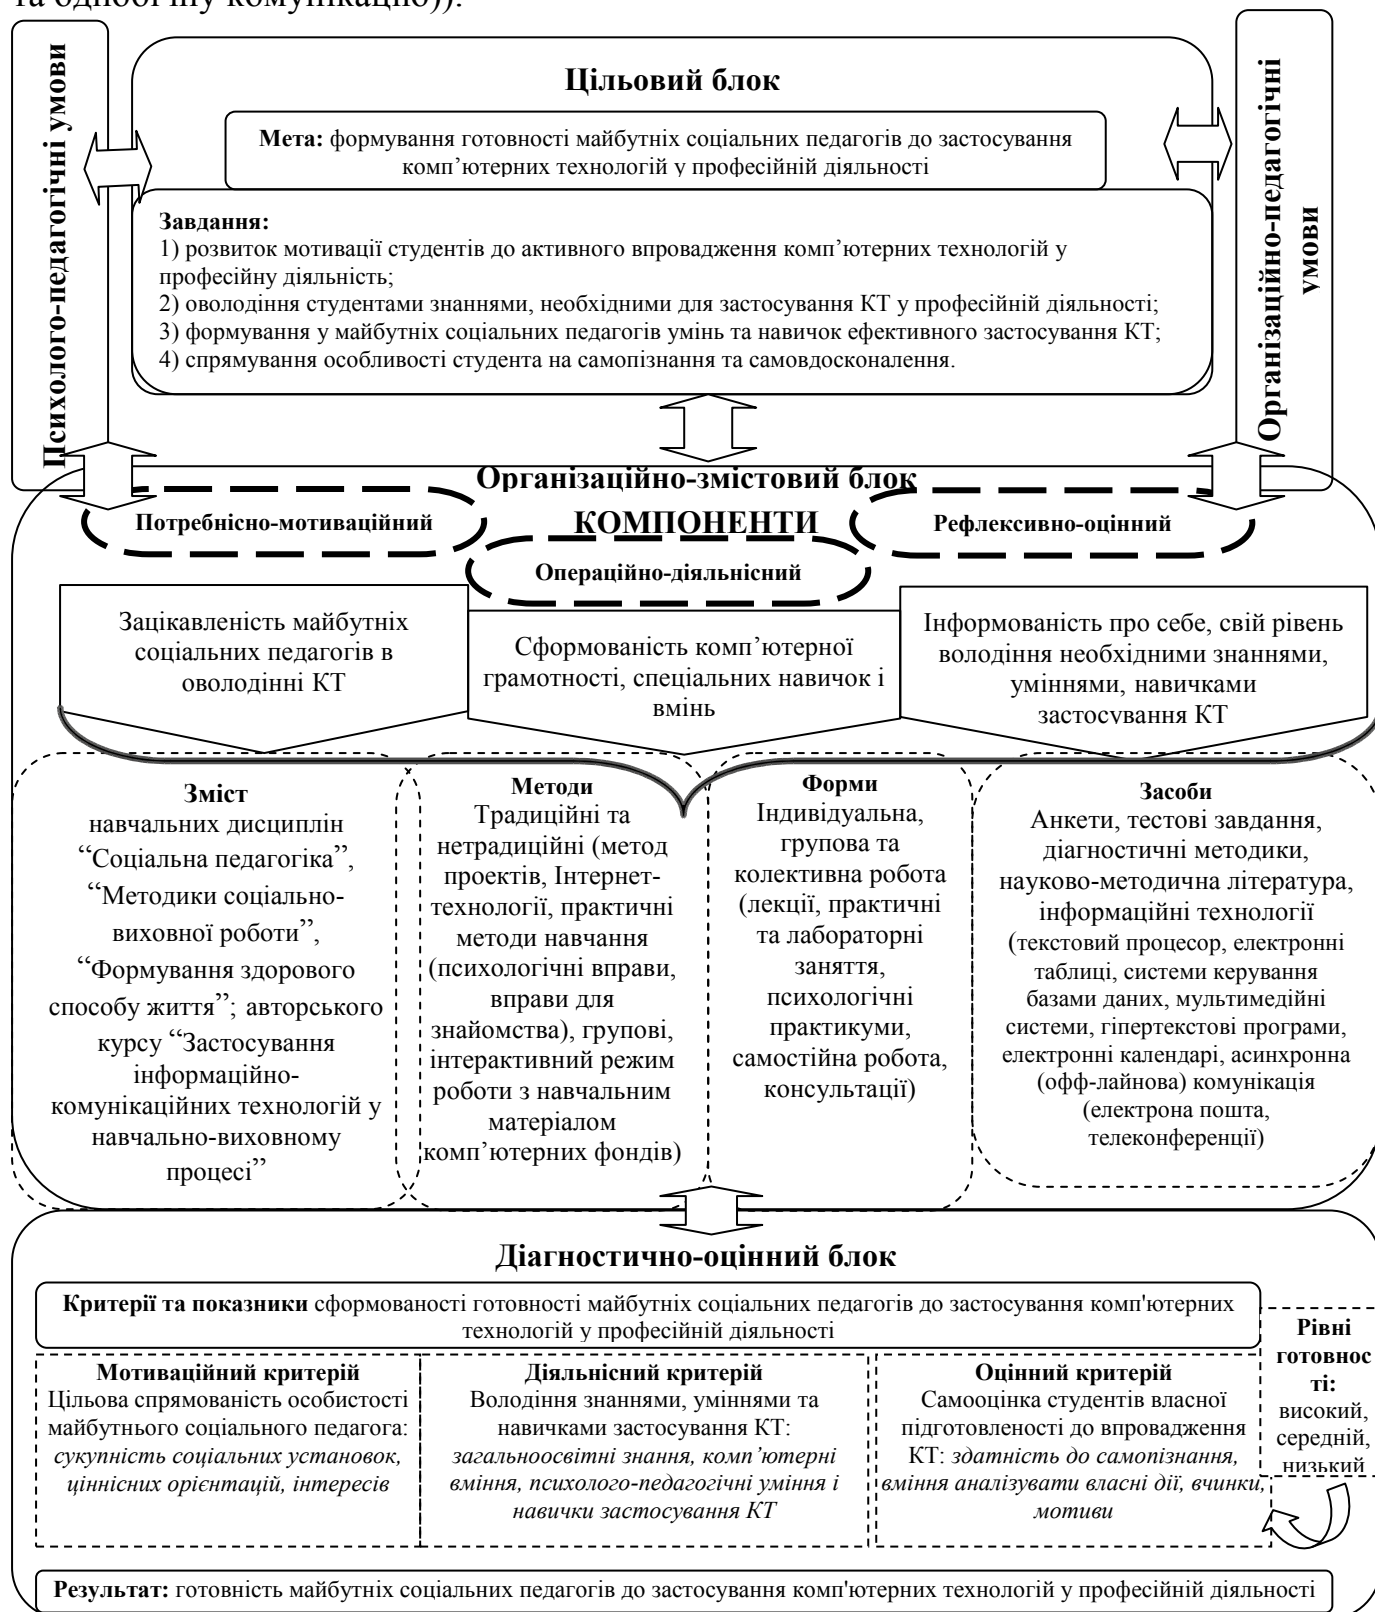 та однобічну комунікацію)).
Психолого-педагогічні умови
Організаційно-педагогічні
умови
Цільовий блок
Мета: формування готовності майбутніх соціальних педагогів до застосування
комп’ютерних технологій у професійній діяльності
Завдання:
1) розвиток мотивації студентів до активного впровадження комп’ютерних технологій у
професійну діяльність;
2) оволодіння студентами знаннями, необхідними для застосування КТ у професійній діяльності;
3) формування у майбутніх соціальних педагогів умінь та навичок ефективного застосування КТ;
4) спрямування особливості студента на самопізнання та самовдосконалення.
Організаційно-змістовий блок
КОМПОНЕНТИ
Потребнісно-мотиваційний
Операційно-діяльнісний
Рефлексивно-оцінний
Зацікавленість майбутніх
соціальних педагогів в
оволодінні КТ
Сформованість комп’ютерної
грамотності, спеціальних навичок і
вмінь
Інформованість про себе, свій рівень
володіння необхідними знаннями,
уміннями, навичками
застосування КТ
Зміст
навчальних дисциплін
“Соціальна педагогіка”,
“Методики соціально-
виховної роботи”,
“Формування здорового
способу життя”; авторського
курсу “Застосування
інформаційно-
комунікаційних технологій у
навчально-виховному
процесі”
Методи
Традиційні та
нетрадиційні (метод
проектів, Інтернет-
технології, практичні
методи навчання
(психологічні вправи,
вправи для
знайомства), групові,
інтерактивний режим
роботи з навчальним
матеріалом
комп’ютерних фондів)
Форми
Індивідуальна,
групова та
колективна робота
(лекції, практичні
та лабораторні
заняття,
психологічні
практикуми,
самостійна робота,
консультації)
Засоби
Анкети, тестові завдання,
діагностичні методики,
науково-методична література,
інформаційні технології
(текстовий процесор, електронні
таблиці, системи керування
базами даних, мультимедійні
системи, гіпертекстові програми,
електронні календарі, асинхронна
(офф-лайнова) комунікація
(електрона пошта,
телеконференції)
Діагностично-оцінний блок
Критерії та показники сформованості готовності майбутніх соціальних педагогів до застосування комп'ютерних
технологій у професійній діяльності
Мотиваційний критерій
Цільова спрямованість особистості
майбутнього соціального педагога:
сукупність соціальних установок,
ціннісних орієнтацій, інтересів
Діяльнісний критерій
Володіння знаннями, уміннями та
навичками застосування КТ:
загальноосвітні знання, комп’ютерні
вміння, психолого-педагогічні уміння і
навички застосування КТ
Оцінний критерій
Самооцінка студентів власної
підготовленості до впровадження
КТ: здатність до самопізнання,
вміння аналізувати власні дії, вчинки,
мотиви
Рівні
готовнос
ті:
високий,
середній,
низький
Результат: готовність майбутніх соціальних педагогів до застосування комп'ютерних технологій у професійній діяльності